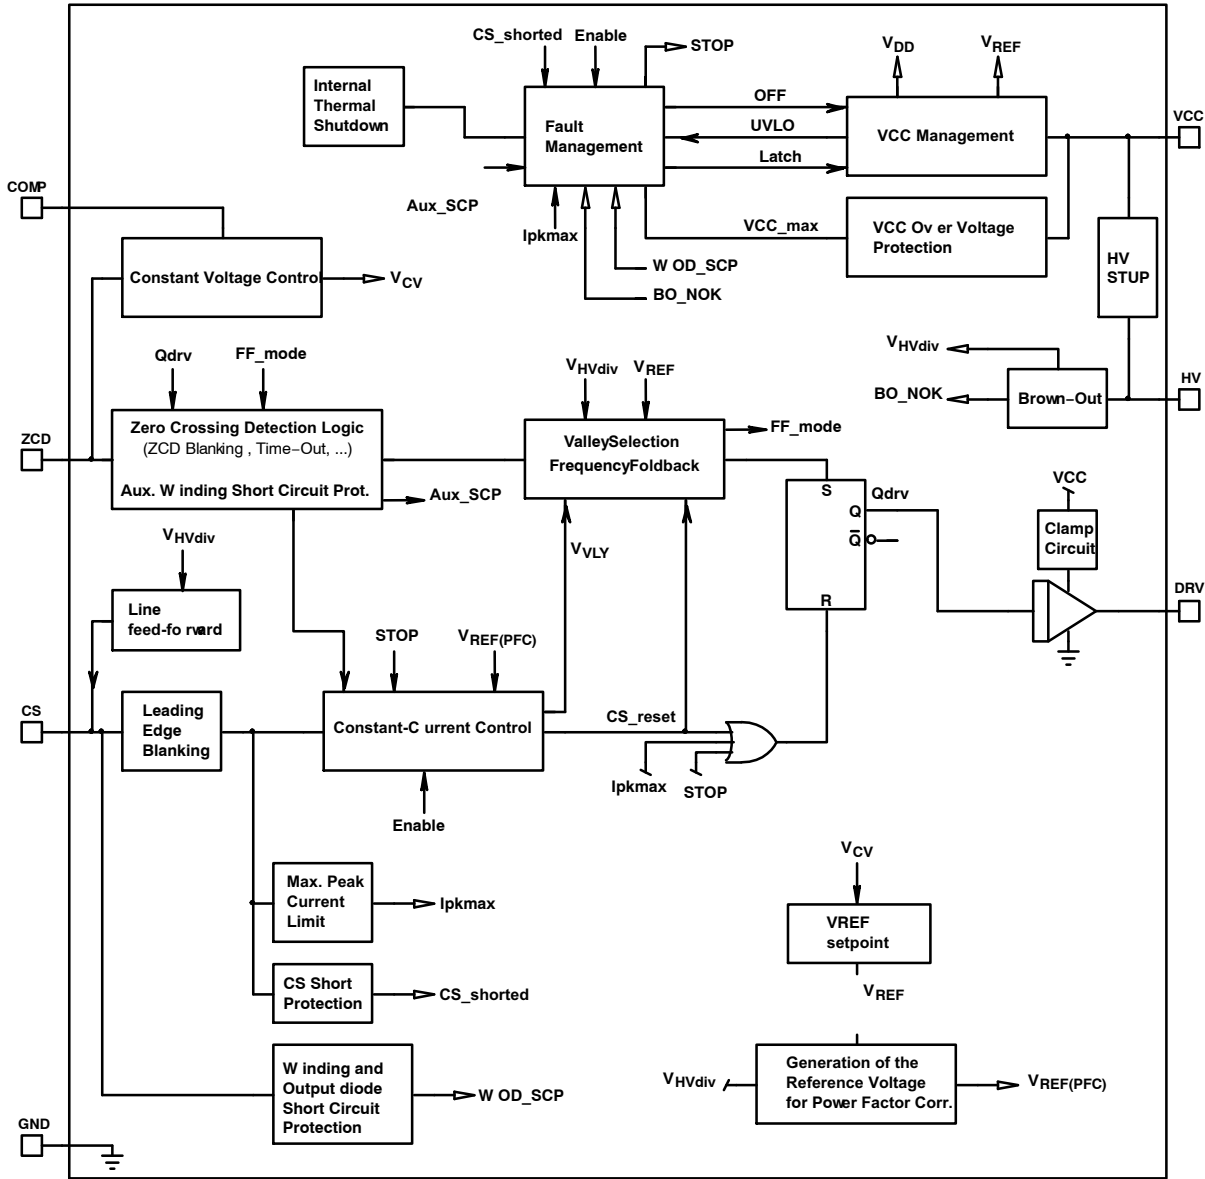 CS_shorted
Enable
STOP
VDD
VREF
Internal
Thermal
Shutdown
Fault
Management
OFF
UVLO
Latch
VCC Management
VCC
COMP
Aux_SCP
Ipkmax
VCC_max
VCC Ov er Voltage
Protection
W OD_SCP
BO_NOK
HV
STUP
Constant Voltage Control
VCV
Qdrv
FF_mode
VHVdiv
VREF
VHVdiv
BO_NOK
Brown−Out
HV
ZCD
Zero Crossing Detection Logic
(ZCD Blanking , Time−Out, ...)
Aux. W inding Short Circuit Prot.
Aux_SCP
ValleySelection
FrequencyFoldback
FF_mode
S
Q
Q
R
Qdrv
VCC
Clamp
Circuit
DRV
VHVdiv
VVLY
Line
feed-fo rward
STOP
VREF(PFC)
CS
Leading
Edge
Blanking
Constant-C urrent Control
CS_reset
Ipkmax
STOP
Enable
Max. Peak
Current
Limit
Ipkmax
VCV
VREF
setpoint
VREF
CS Short
Protection
CS_shorted
W inding and
Output diode
Short Circuit
Protection
W OD_SCP
VHVdiv
Generation of the
Reference Voltage
for Power Factor Corr.
VREF(PFC)
GND